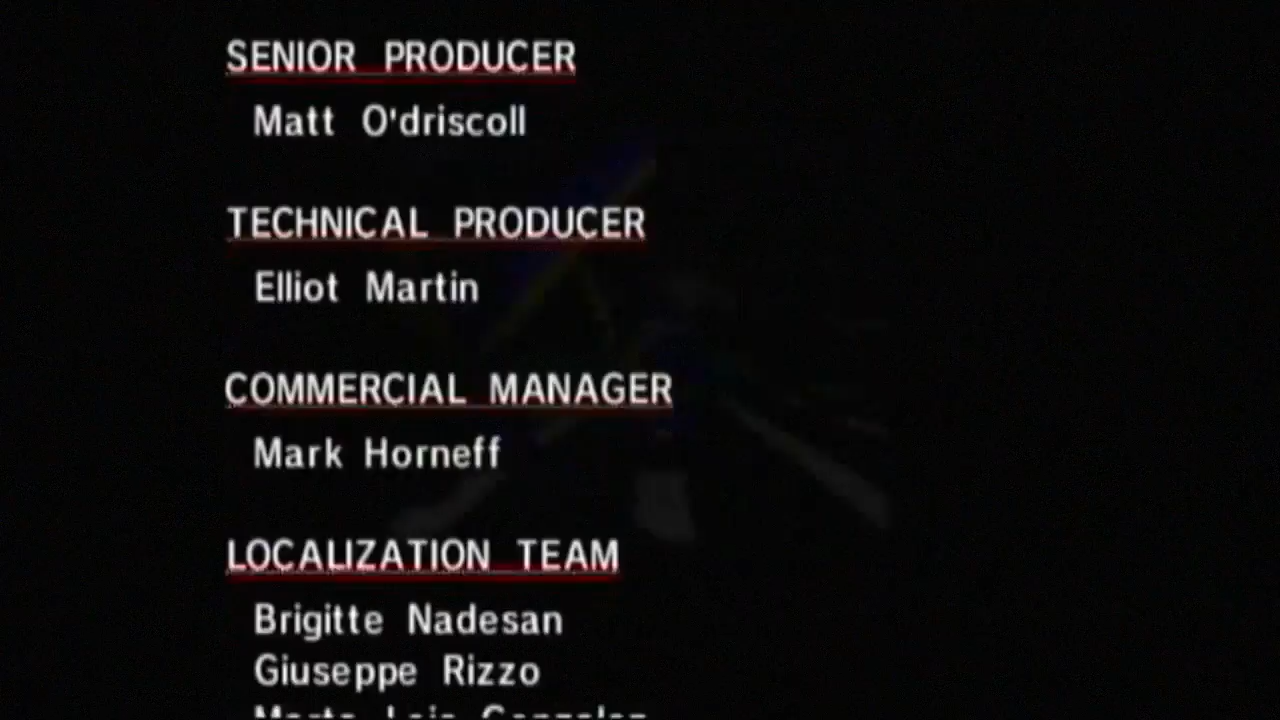 SENIOR PRODUCER
Matt O'driscoll
TECHNICAL PRODUCER
Elliot Martin
COMMERCIAL MANAGER
Mark Horneff
LOCALIZATION TEAM
Brigitte Nadesan
Giuseppe Rizzo